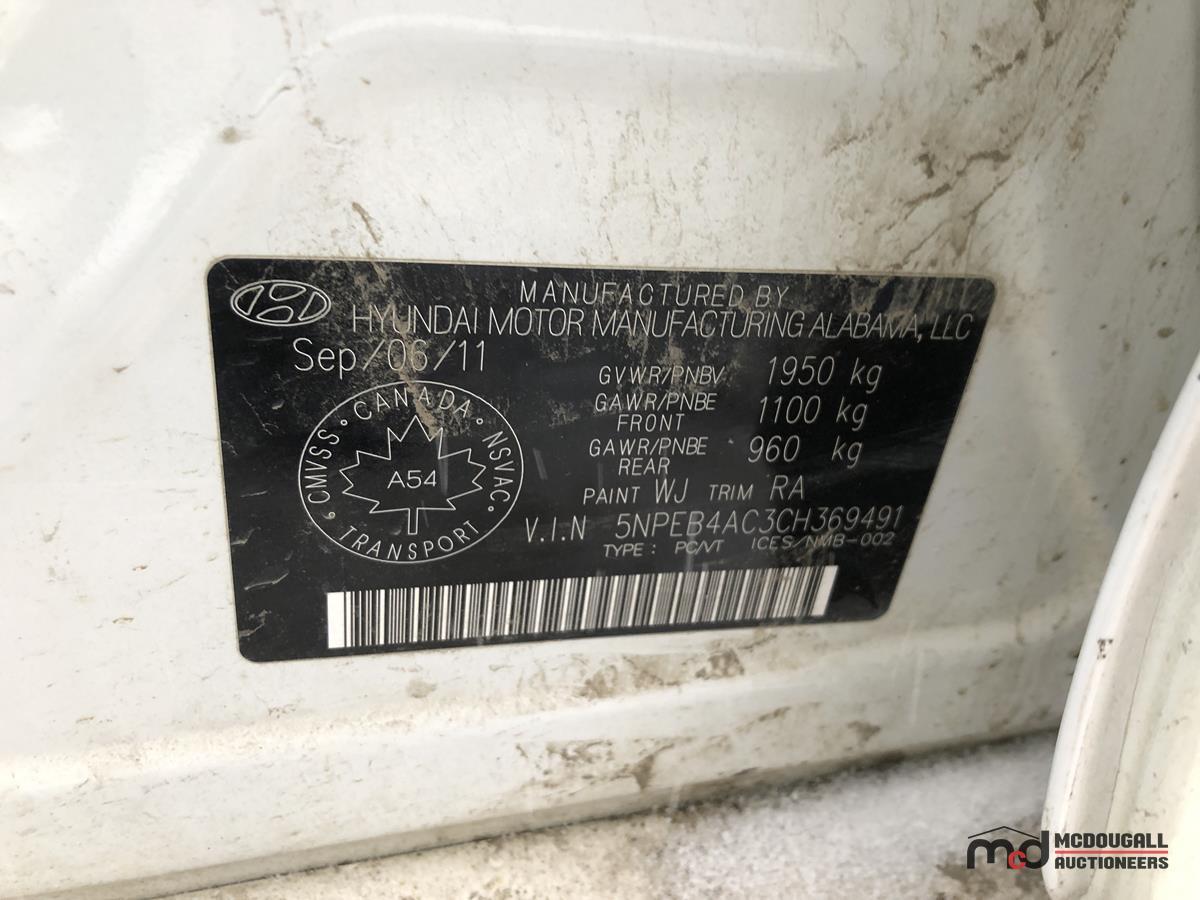 MANUFACTURED BY
HYUNDAI MOTOR MANUFACTURING ALABAMA, LLC
Sep/06/11
GVWR/PNBV 1950 kg
GAWR/PNBE FRONT 1100 kg
GAWR/PNBE REAR 960 kg
PAINT WJ TRIM RA
V.I.N 5NPEB4AC3CH369491
TYPE : PC/VT ICES/NMB-002
CMVSS · CANADA · NSVAC
A54
TRANSPORT
mcd MCDOUGALL
AUCTIONEERS